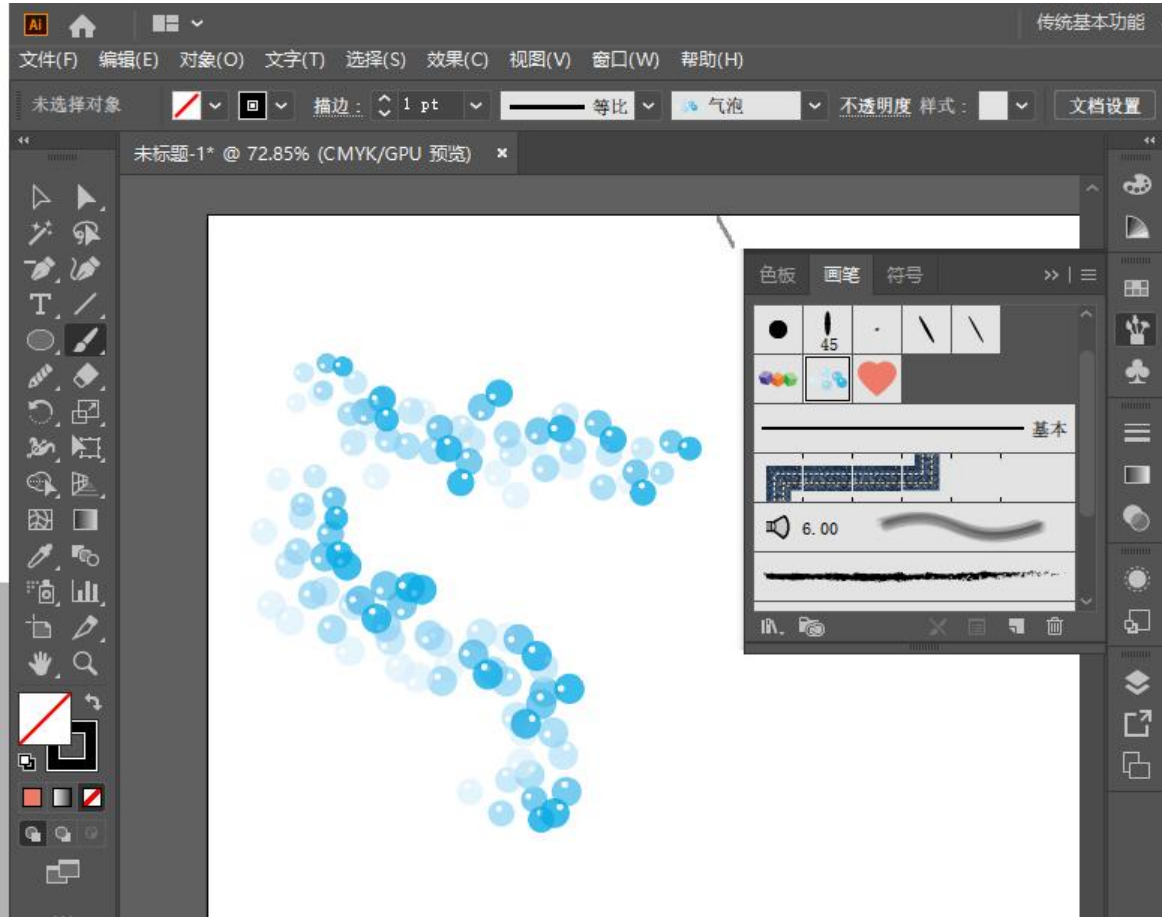 Ai
传统基本功能
文件(F) 编辑(E) 对象(O) 文字(T) 选择(S) 效果(C) 视图(V) 窗口(W) 帮助(H)
未选择对象 描边: 1 pt 等比 气泡 不透明度 样式: 文档设置
未标题-1* @ 72.85% (CMYK/GPU 预览) ×
色板 画笔 符号
45
基本
6.00